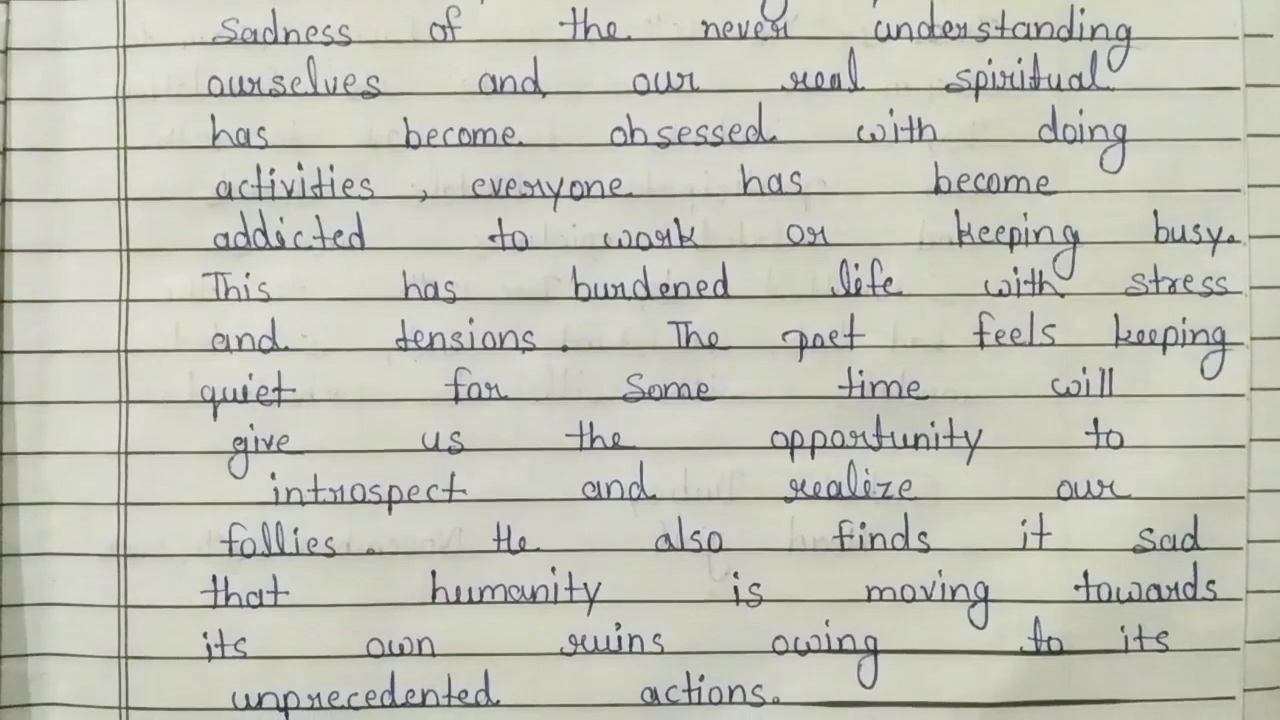 Sadness of the never understanding
ourselves and our real spiritual
has become obsessed with doing
activities, everyone has become
addicted to work or keeping busy.
This has burdened life with stress
and tensions. The poet feels keeping
quiet for some time will
give us the opportunity to
introspect and realize our
follies. He also finds it sad
that humanity is moving towards
its own ruins owing to its
unprecedented actions.